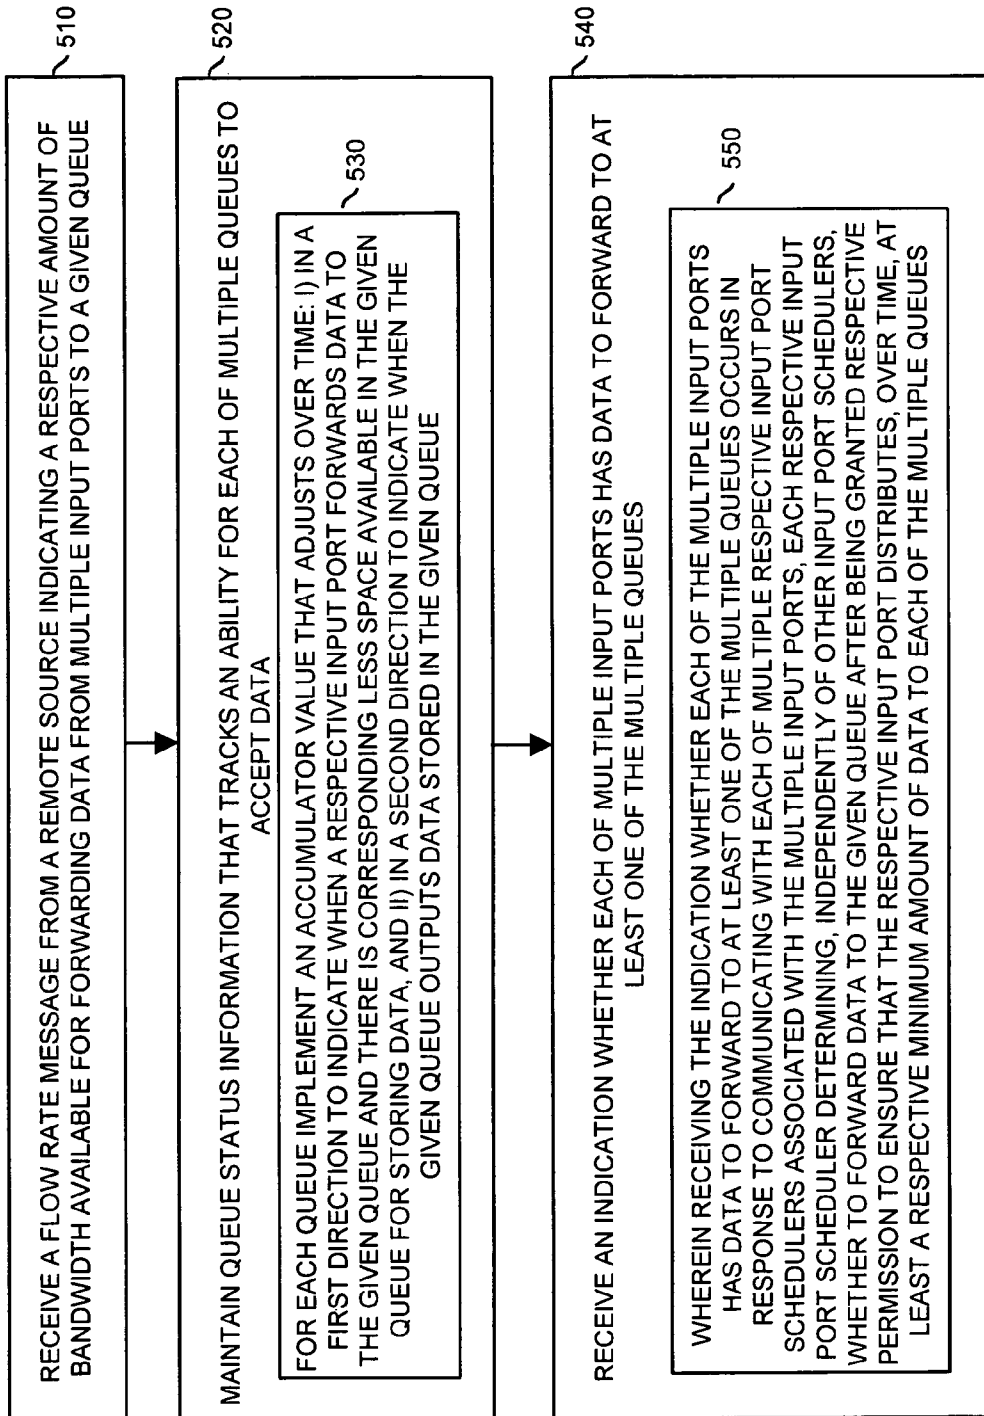 510
RECEIVE A FLOW RATE MESSAGE FROM A REMOTE SOURCE INDICATING A RESPECTIVE AMOUNT OF
BANDWIDTH AVAILABLE FOR FORWARDING DATA FROM MULTIPLE INPUT PORTS TO A GIVEN QUEUE
520
MAINTAIN QUEUE STATUS INFORMATION THAT TRACKS AN ABILITY FOR EACH OF MULTIPLE QUEUES TO
ACCEPT DATA
530
FOR EACH QUEUE IMPLEMENT AN ACCUMULATOR VALUE THAT ADJUSTS OVER TIME: I) IN A
FIRST DIRECTION TO INDICATE WHEN A RESPECTIVE INPUT PORT FORWARDS DATA TO
THE GIVEN QUEUE AND THERE IS CORRESPONDING LESS SPACE AVAILABLE IN THE GIVEN
QUEUE FOR STORING DATA, AND II) IN A SECOND DIRECTION TO INDICATE WHEN THE
GIVEN QUEUE OUTPUTS DATA STORED IN THE GIVEN QUEUE
540
RECEIVE AN INDICATION WHETHER EACH OF MULTIPLE INPUT PORTS HAS DATA TO FORWARD TO AT
LEAST ONE OF THE MULTIPLE QUEUES
550
WHEREIN RECEIVING THE INDICATION WHETHER EACH OF THE MULTIPLE INPUT PORTS
HAS DATA TO FORWARD TO AT LEAST ONE OF THE MULTIPLE QUEUES OCCURS IN
RESPONSE TO COMMUNICATING WITH EACH OF MULTIPLE RESPECTIVE INPUT PORT
SCHEDULERS ASSOCIATED WITH THE MULTIPLE INPUT PORTS, EACH RESPECTIVE INPUT
PORT SCHEDULER DETERMINING, INDEPENDENTLY OF OTHER INPUT PORT SCHEDULERS,
WHETHER TO FORWARD DATA TO THE GIVEN QUEUE AFTER BEING GRANTED RESPECTIVE
PERMISSION TO ENSURE THAT THE RESPECTIVE INPUT PORT DISTRIBUTES, OVER TIME, AT
LEAST A RESPECTIVE MINIMUM AMOUNT OF DATA TO EACH OF THE MULTIPLE QUEUES